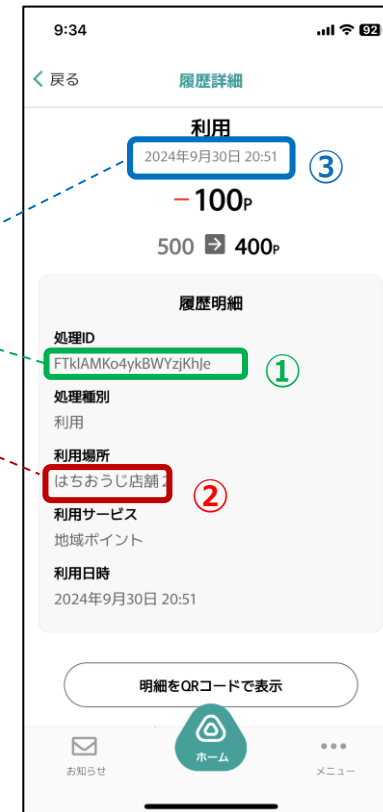 9:34
92
戻る
履歴詳細
利用
2024年9月30日 20:51
③
－100P
500 → 400P
履歴明細
処理ID
FTklAMKo4ykBWYzjKhJe
①
処理種別
利用
利用場所
はちおうじ店舗 2
②
利用サービス
地域ポイント
利用日時
2024年9月30日 20:51
明細をQRコードで表示
お知らせ
ホーム
メニュー